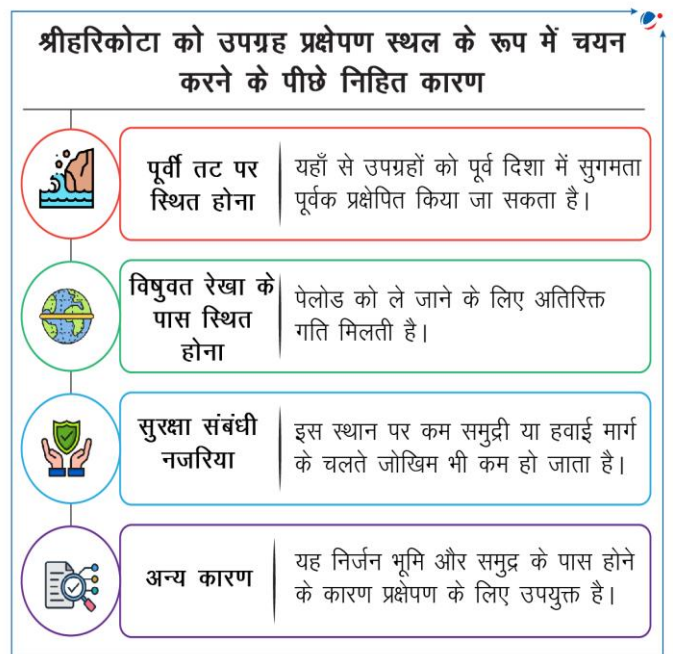 श्रीहरिकोटा को उपग्रह प्रक्षेपण स्थल के रूप में चयन
करने के पीछे निहित कारण
पूर्वी तट पर
स्थित होना
यहाँ से उपग्रहों को पूर्व दिशा में सुगमता
पूर्वक प्रक्षेपित किया जा सकता है।
विषुवत रेखा के
पास स्थित
होना
पेलोड को ले जाने के लिए अतिरिक्त
गति मिलती है।
सुरक्षा संबंधी
नजरिया
इस स्थान पर कम समुद्री या हवाई मार्ग
के चलते जोखिम भी कम हो जाता है।
अन्य कारण
यह निर्जन भूमि और समुद्र के पास होने
के कारण प्रक्षेपण के लिए उपयुक्त है।